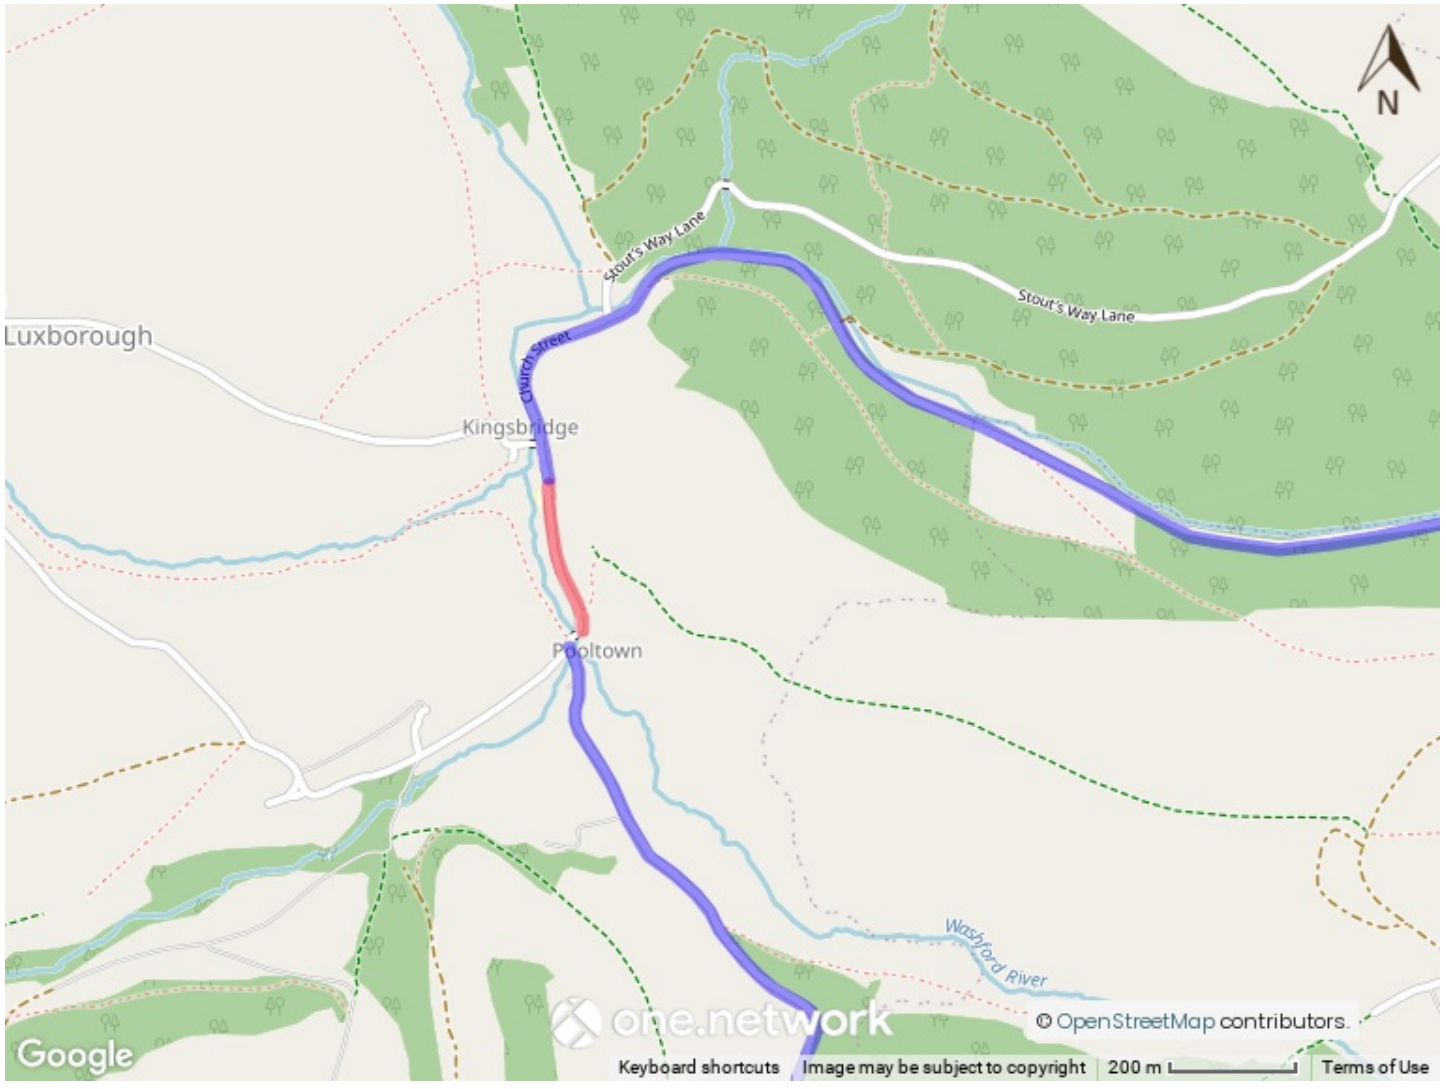 N
Stout's Way Lane
Stout's Way Lane
Luxborough
Church Street
Kingsbridge
Pooltown
Washford River
one.network
© OpenStreetMap contributors.
Google
Keyboard shortcuts Image may be subject to copyright 200 m Terms of Use